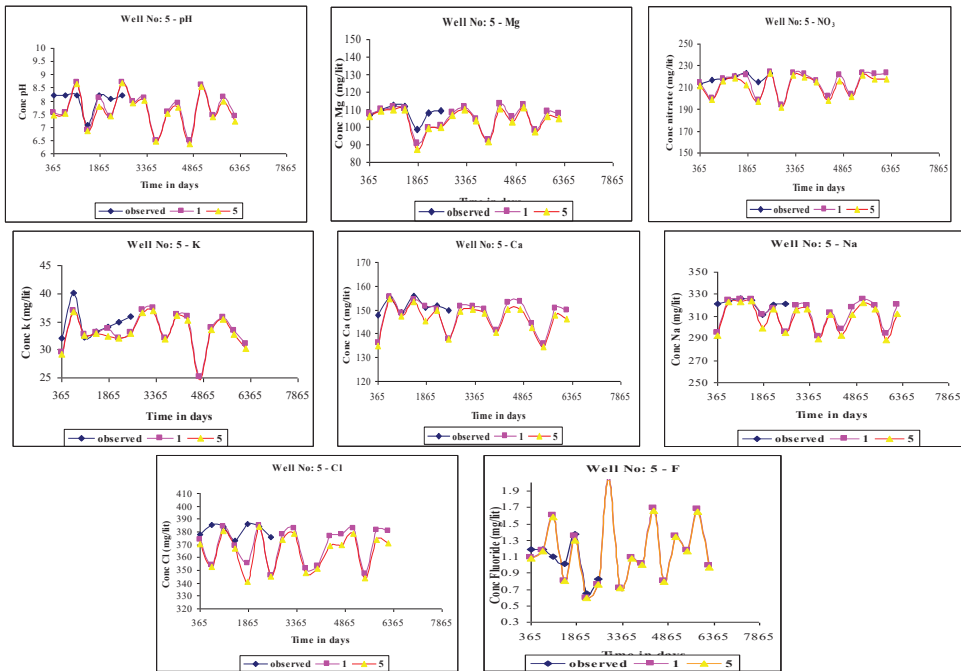 Well No: 5 - pH
Conc pH
10
9.5
9
8.5
8
7.5
7
6.5
6
365 1865 3365 4865 6365 7865
Time in days
observed 1 5
Well No: 5 - Mg
Conc Mg (mg/lit)
160
150
140
130
120
110
100
90
80
365 1865 3365 4865 6365 7865
Time in days
observed 1 5
Well No: 5 - NO3
Conc nitrate (mg/lit)
270
250
230
210
190
170
150
365 1865 3365 4865 6365 7865
Time in days
observed 1 5
Well No: 5 - K
Conc k (mg/lit)
45
40
35
30
25
365 1865 3365 4865 6365 7865
Time in days
observed 1 5
Well No: 5 - Ca
Conc Ca (mg/lit)
170
160
150
140
130
120
365 1865 3365 4865 6365 7865
Time in days
observed 1 5
Well No: 5 - Na
Conc Na (mg/lit)
350
330
310
290
270
250
365 1865 3365 4865 6365 7865
Time in days
observed 1 5
Well No: 5 - Cl
Conc Cl (mg/lit)
410
400
390
380
370
360
350
340
330
320
365 1865 3365 4865 6365 7865
Time in days
observed 1 5
Well No: 5 - F
Conc Fluoride (mg/lit)
1.9
1.7
1.5
1.3
1.1
0.9
0.7
0.5
0.3
365 1865 3365 4865 6365 7865
Time in days
observed 1 5